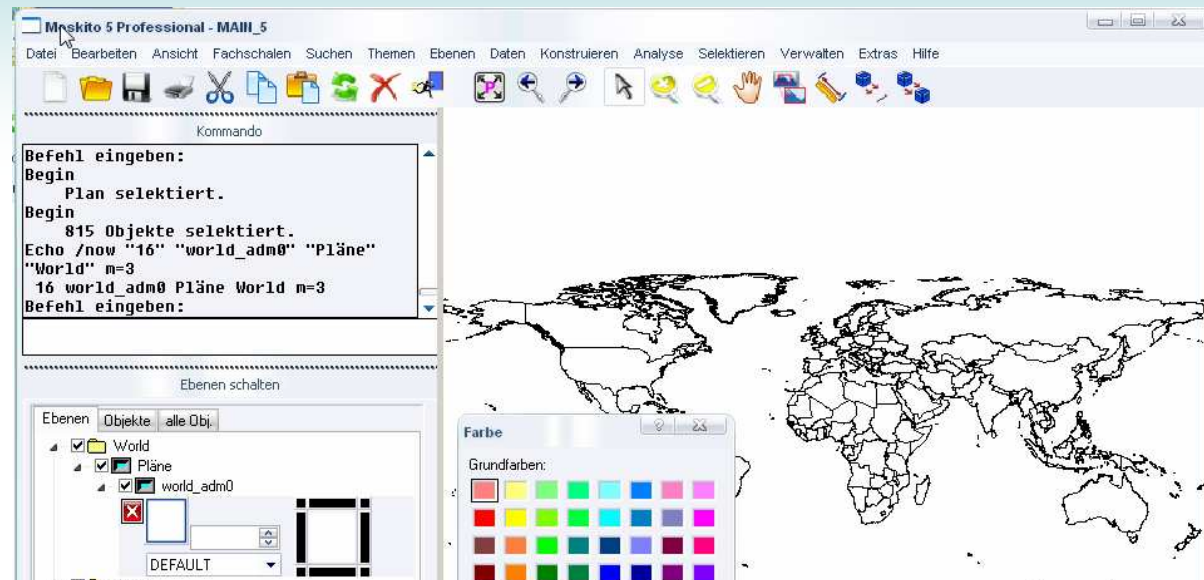 Moskito 5 Professional - MAIN_5
Datei Bearbeiten Ansicht Fachschalen Suchen Themen Ebenen Daten Konstruieren Analyse Selektieren Verwalten Extras Hilfe
P
Kommando
Befehl eingeben:
Begin
Plan selektiert.
Begin
815 Objekte selektiert.
Echo /now "16" "world_adm0" "Pläne"
"World" m=3
16 world_adm0 Pläne World m=3
Befehl eingeben:
Ebenen schalten
Ebenen Objekte alle Obj.
World
Pläne
world_adm0
DEFAULT
Farbe
Grundfarben: